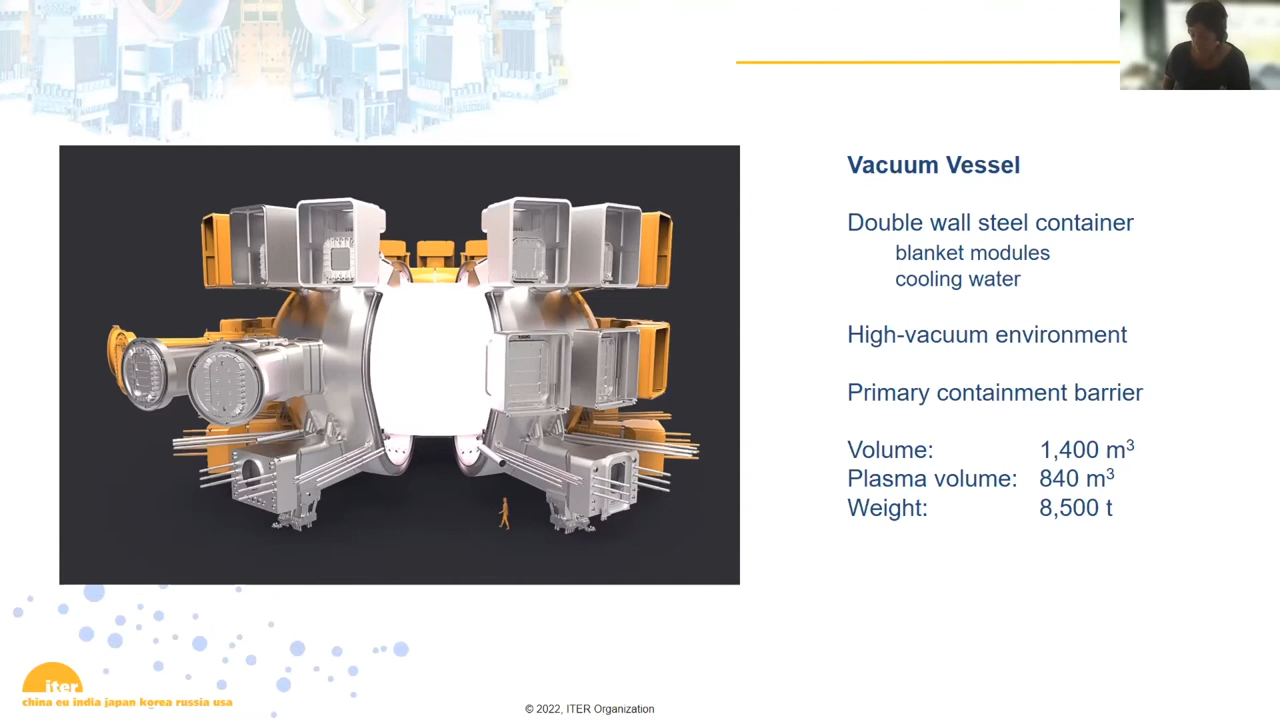 Vacuum Vessel
Double wall steel container
blanket modules
cooling water
High-vacuum environment
Primary containment barrier
Volume: 1,400 m³
Plasma volume: 840 m³
Weight: 8,500 t
iter
china eu india japan korea russia usa
© 2022, ITER Organization